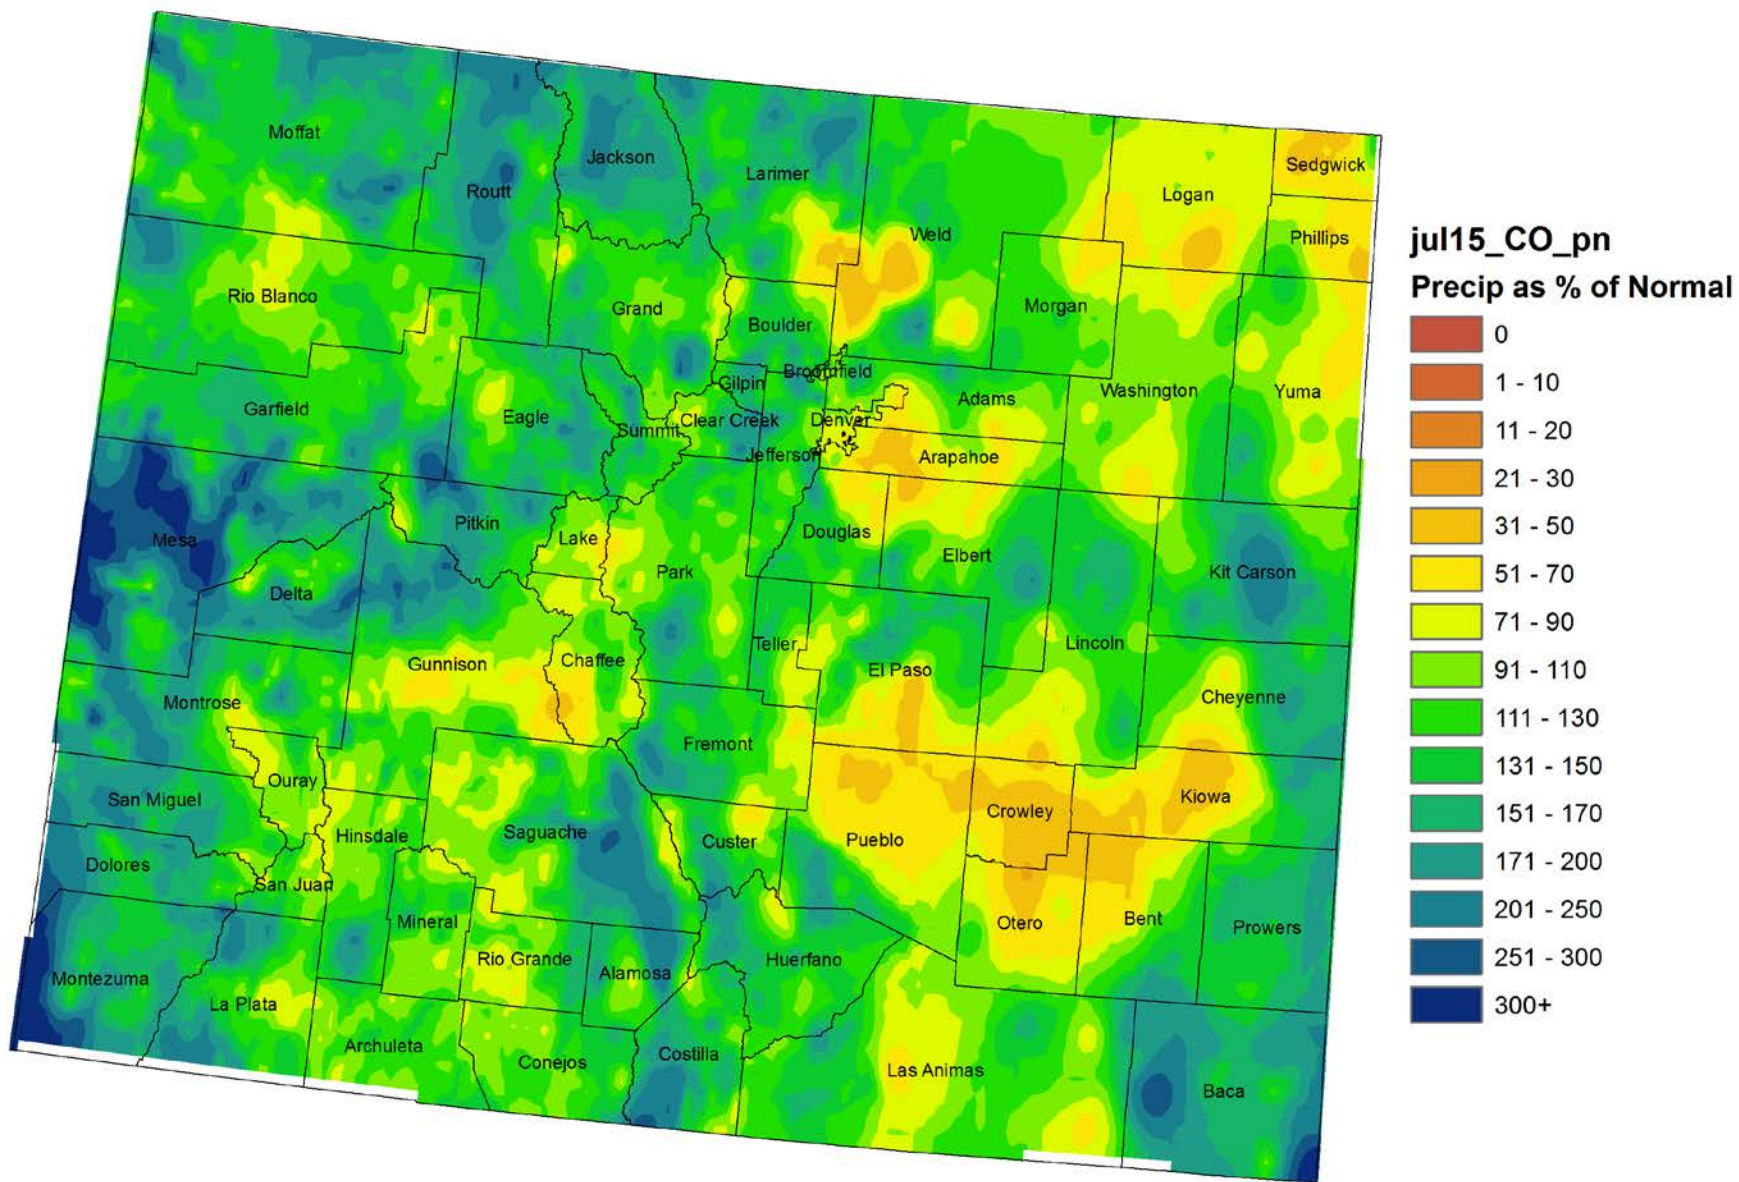 Moffat
Routt
Jackson
Larimer
Weld
Logan
Sedgwick
Phillips
Rio Blanco
Grand
Boulder
Morgan
Garfield
Eagle
Summit
Gilpin
Clear Creek
Broomfield
Denver
Jefferson
Adams
Arapahoe
Washington
Yuma
Mesa
Pitkin
Lake
Park
Douglas
Elbert
Kit Carson
Delta
Gunnison
Chaffee
Teller
El Paso
Lincoln
Cheyenne
Montrose
Ouray
Fremont
San Miguel
Hinsdale
Saguache
Custer
Pueblo
Crowley
Kiowa
Dolores
San Juan
Mineral
Rio Grande
Alamosa
Huerfano
Otero
Bent
Prowers
Montezuma
La Plata
Archuleta
Conejos
Costilla
Las Animas
Baca
jul15_CO_pn
Precip as % of Normal
0
1 - 10
11 - 20
21 - 30
31 - 50
51 - 70
71 - 90
91 - 110
111 - 130
131 - 150
151 - 170
171 - 200
201 - 250
251 - 300
300+